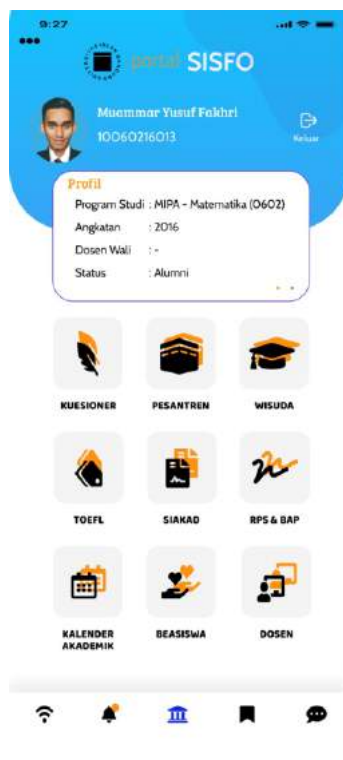 9:27
portal SISFO
Muammar Yusuf Fakhri
10060216013
Keluar
Profil
Program Studi : MIPA - Matematika (0602)
Angkatan : 2016
Dosen Wali : -
Status : Alumni
KUESIONER PESANTREN WISUDA
TOEFL SIAKAD RPS & BAP
KALENDER AKADEMIK BEASISWA DOSEN